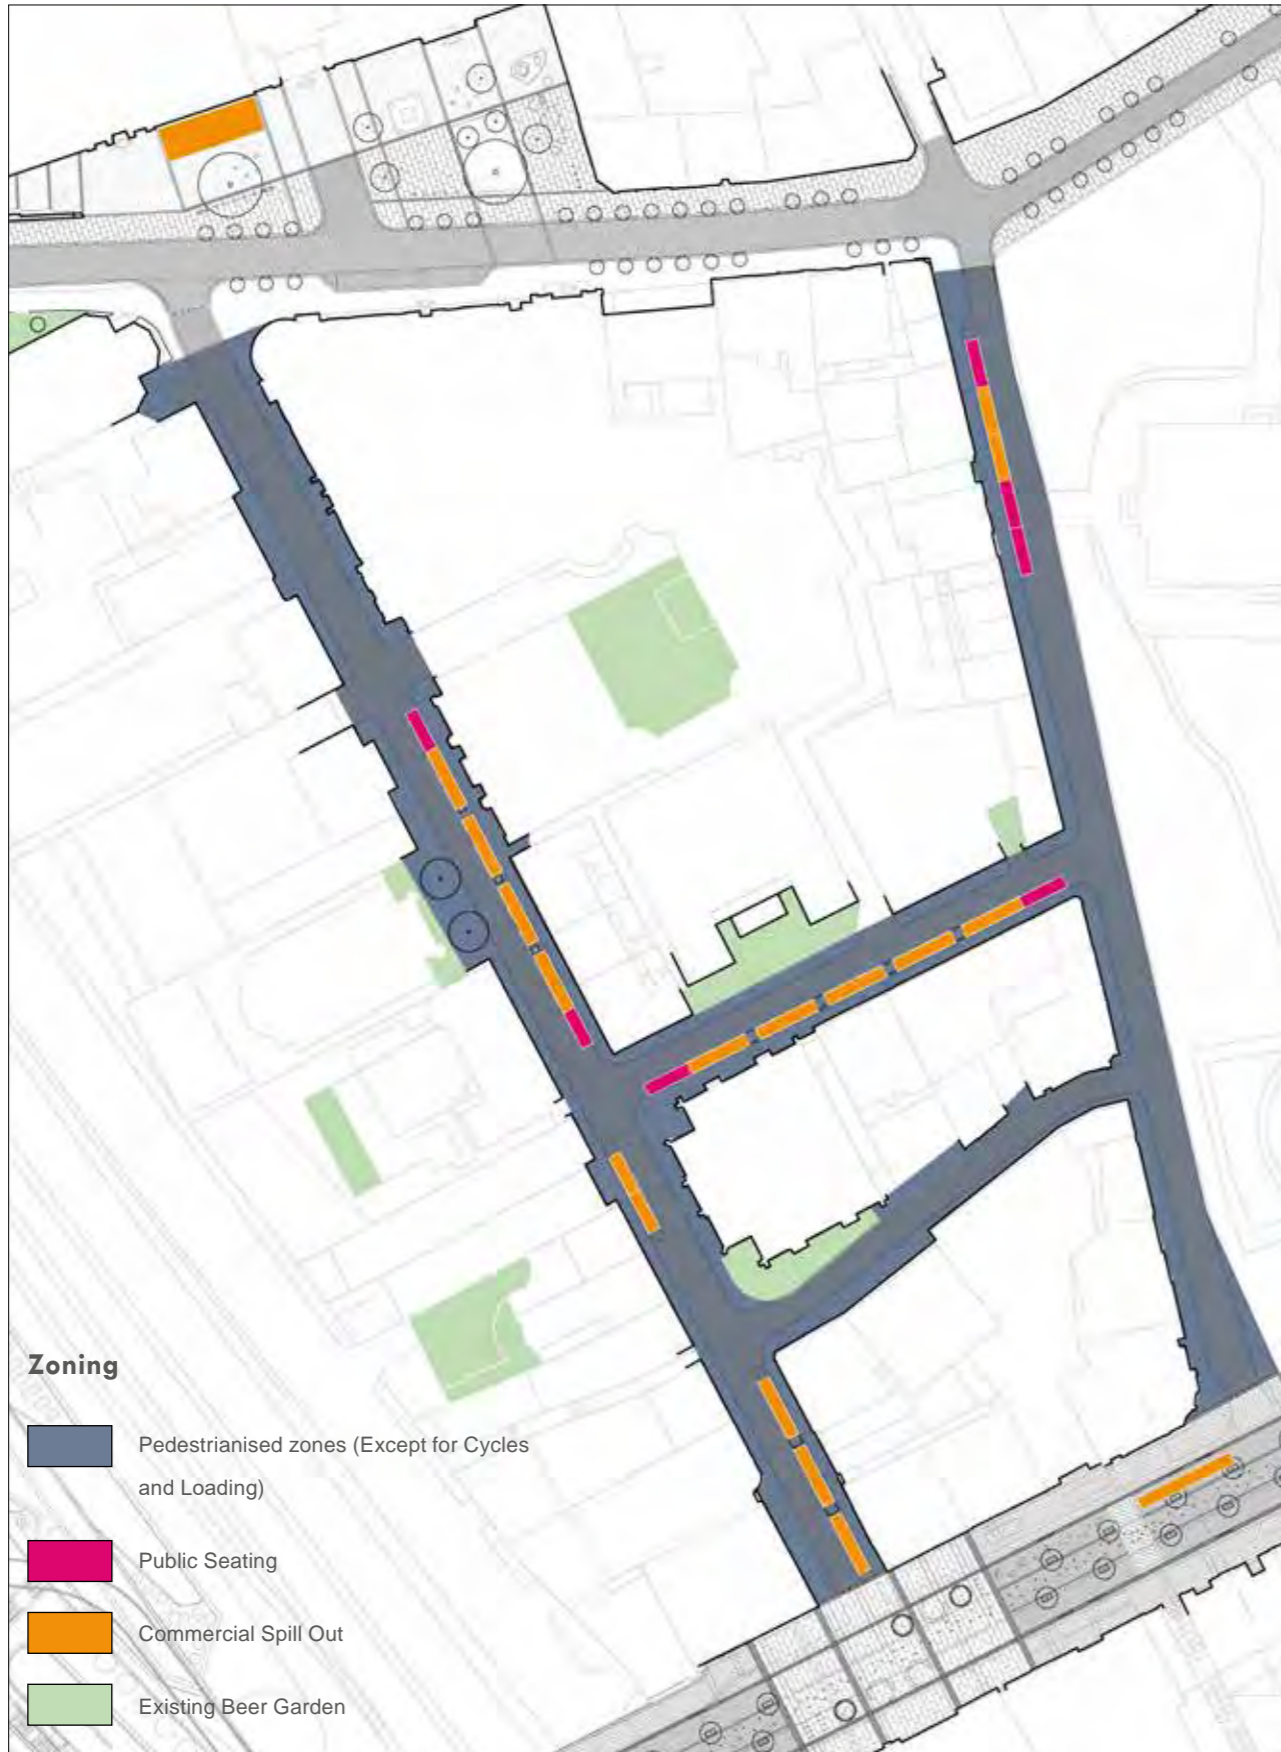 Zoning
Pedestrianised zones (Except for Cycles
and Loading)
Public Seating
Commercial Spill Out
Existing Beer Garden